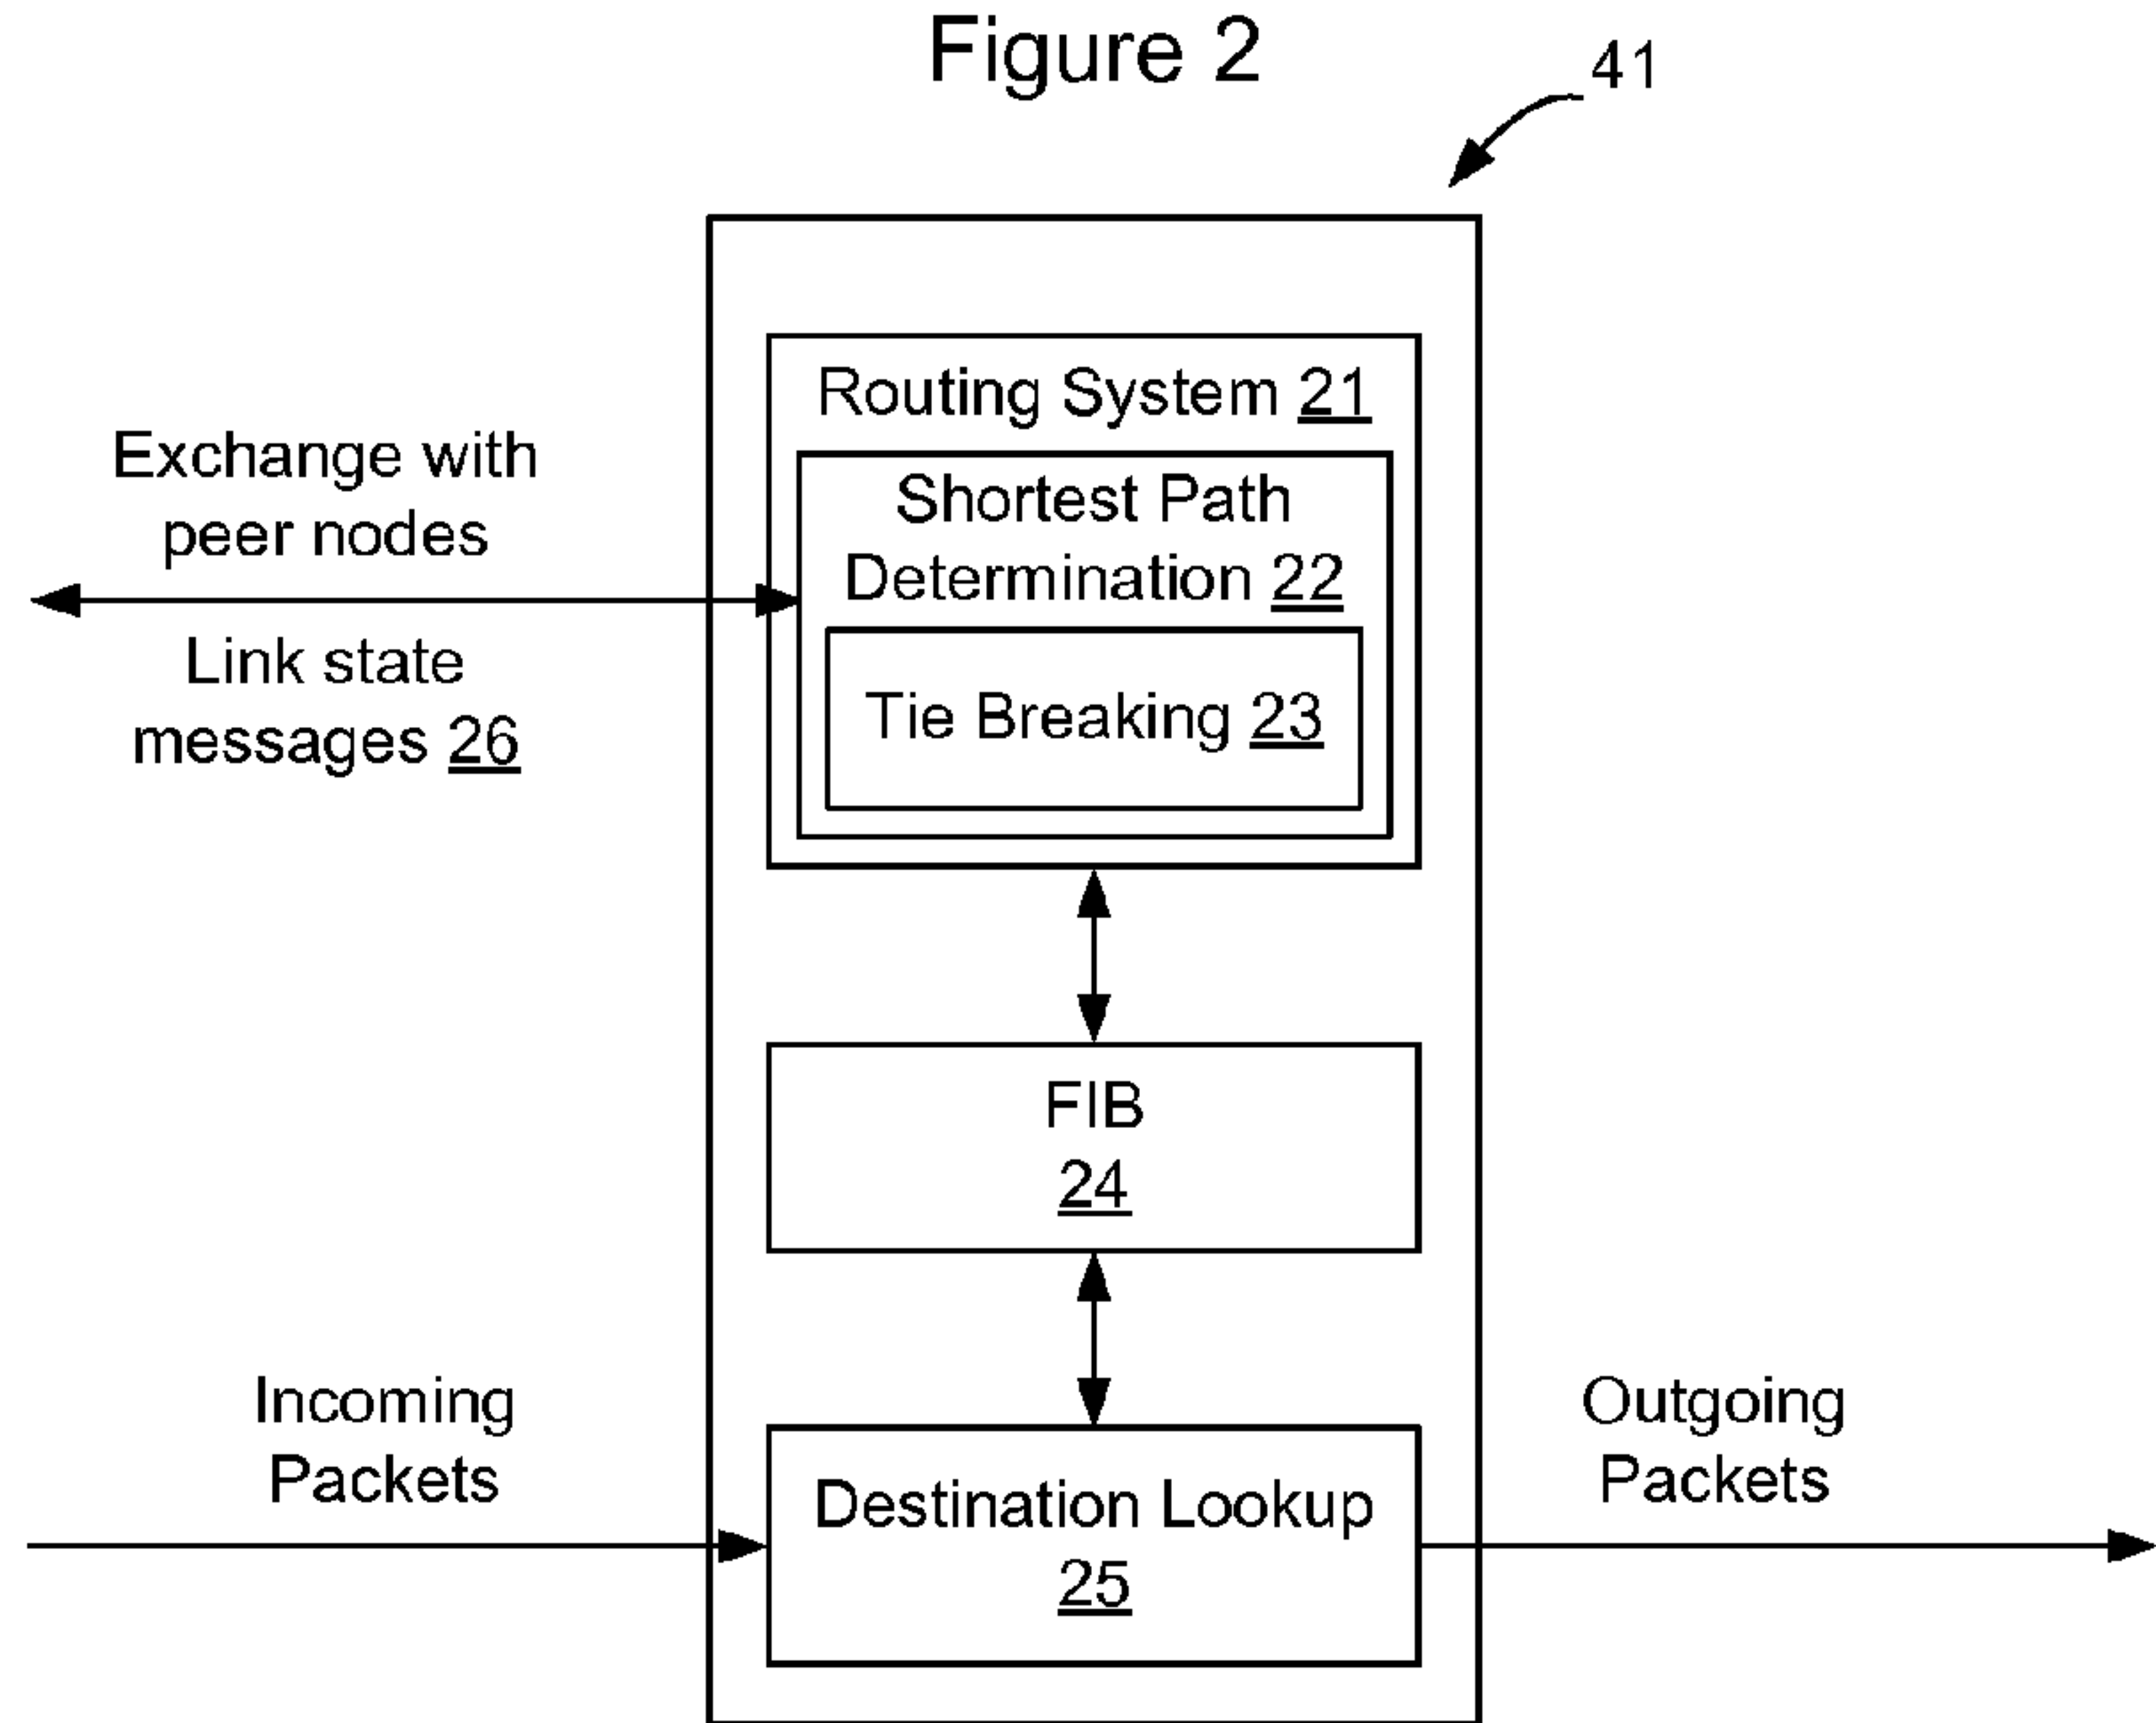 Figure 2
41
Routing System 21
Exchange with
peer nodes
Shortest Path
Determination 22
Link state
messages 26
Tie Breaking 23
FIB
24
Incoming
Packets
Outgoing
Packets
Destination Lookup
25